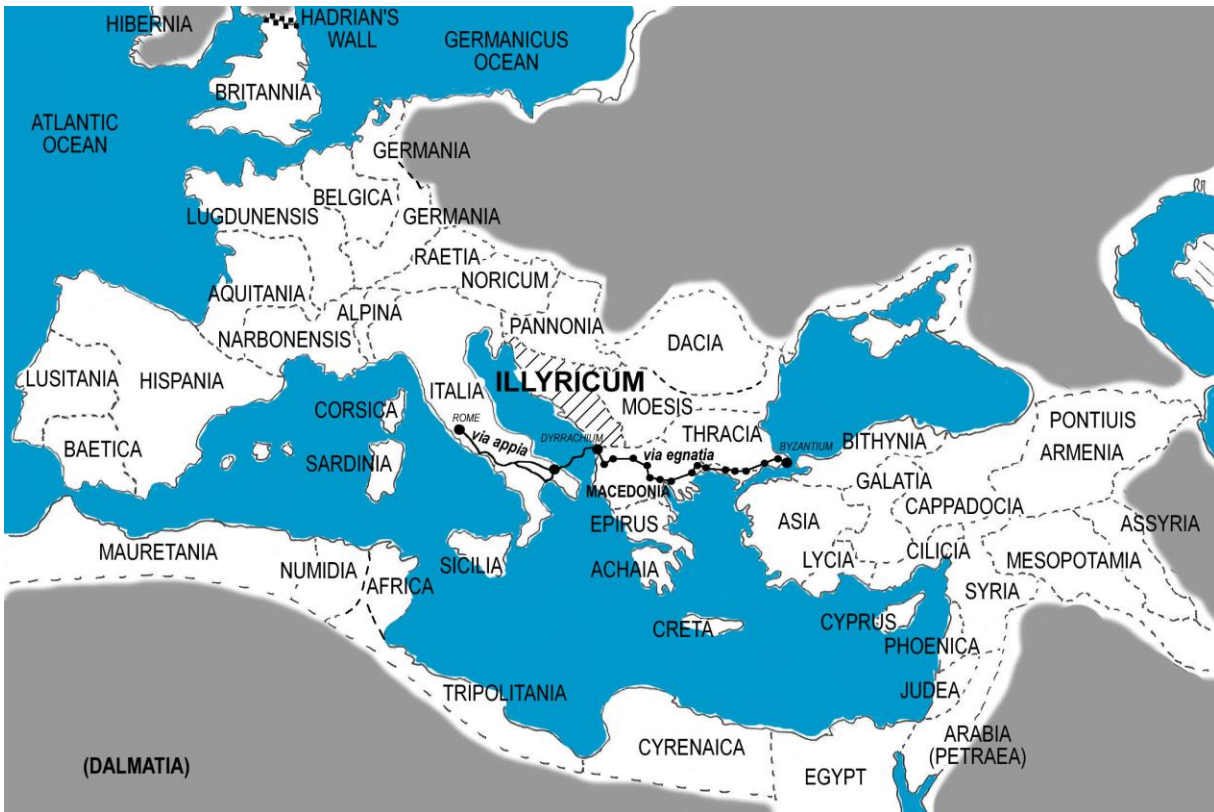 HIBERNIA
HADRIAN'S
WALL
GERMANICUS
OCEAN
BRITANNIA
ATLANTIC
OCEAN
GERMANIA
BELGICA
LUGDUNENSIS
GERMANIA
RAETIA
NORICUM
AQUITANIA
ALPINA
NARBONENSIS
PANNONIA
DACIA
LUSITANIA
HISPANIA
ITALIA
ILLYRICUM
CORSICA
MOESIS
ROME
via appia
DYRRACHIUM
via egnatia
THRACIA
BYZANTIUM
BITHYNIA
PONTIUIS
ARMENIA
BAETICA
SARDINIA
MACEDONIA
GALATIA
CAPPADOCIA
EPIRUS
ASIA
ASSYRIA
MAURETANIA
NUMIDIA
AFRICA
SICILIA
ACHAIA
LYCIA
CILICIA
MESOPOTAMIA
SYRIA
CRETA
CYPRUS
PHOENICA
TRIPOLITANIA
JUDEA
CYRENAICA
ARABIA
(PETRAEA)
(DALMATIA)
EGYPT